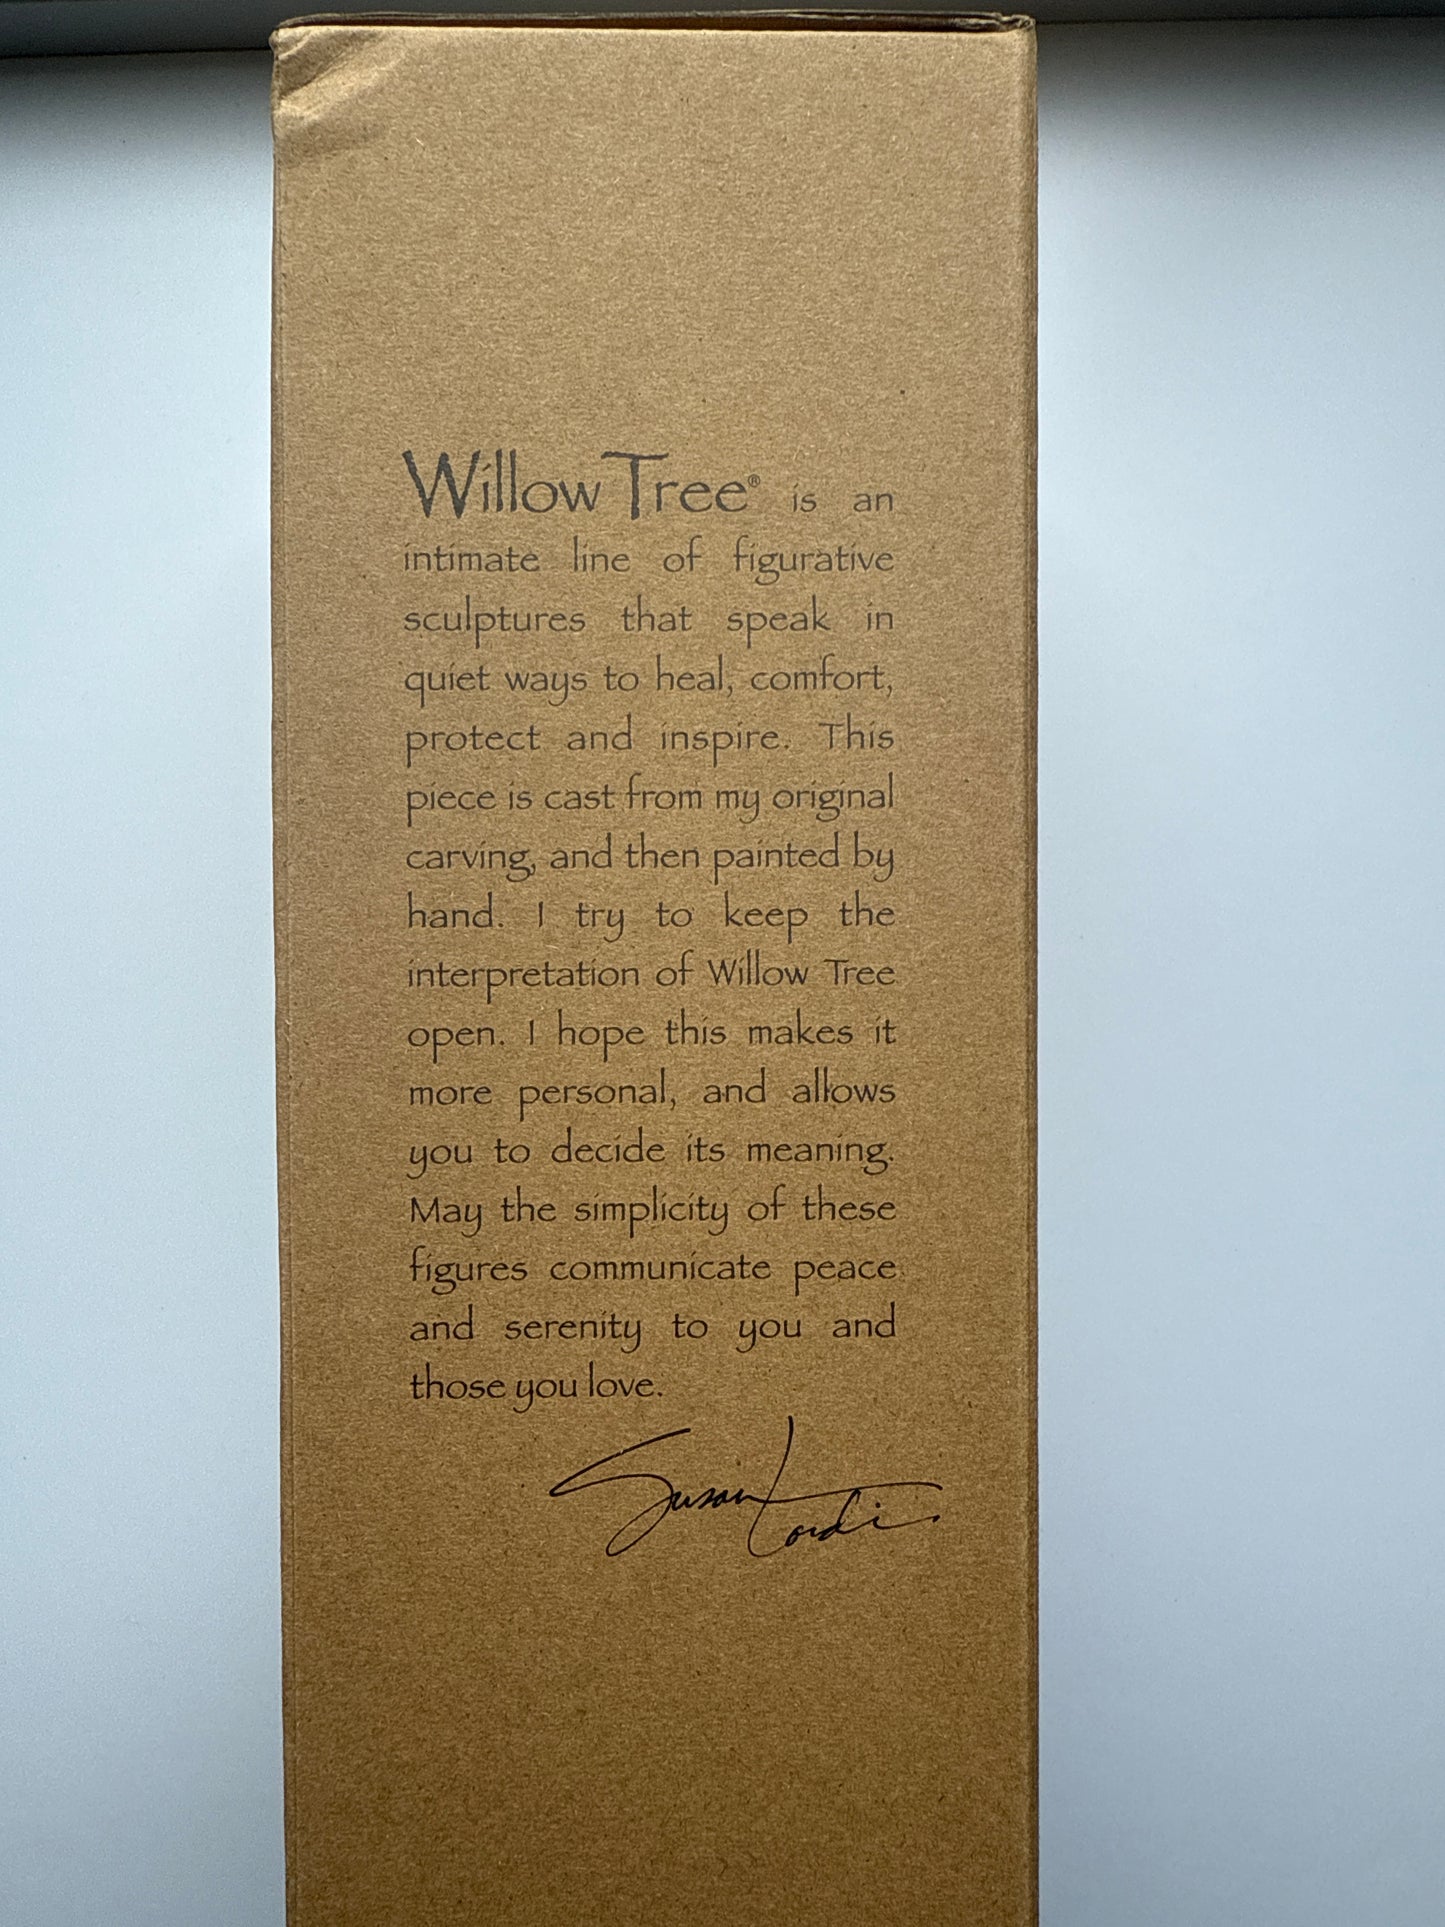 Willow Tree® is an
intimate line of figurative
sculptures that speak in
quiet ways to heal, comfort,
protect and inspire. This
piece is cast from my original
carving, and then painted by
hand. I try to keep the
interpretation of Willow Tree
open. I hope this makes it
more personal, and allows
you to decide its meaning.
May the simplicity of these
figures communicate peace
and serenity to you and
those you love.
Susan Lordi